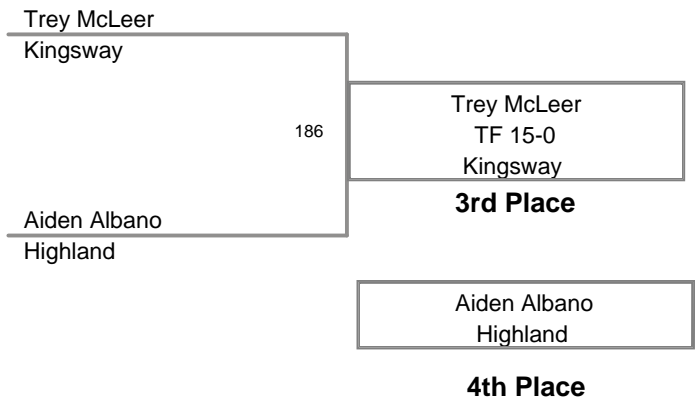 Trey McLeer
Kingsway
186
Trey McLeer
TF 15-0
Kingsway
3rd Place
Aiden Albano
Highland
Aiden Albano
Highland
4th Place